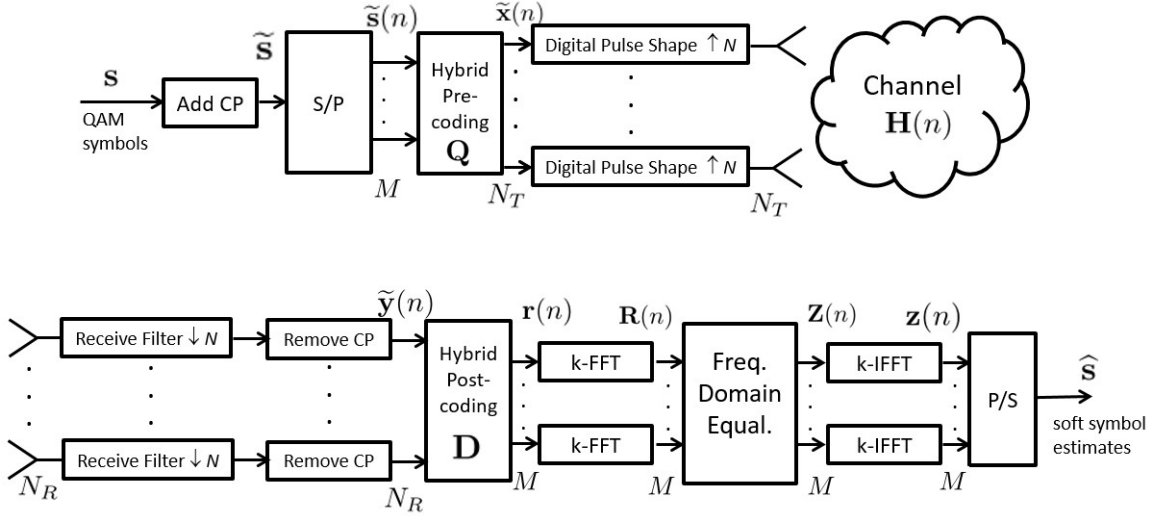 s
QAM
symbols
Add CP
s̃
S/P
s̃(n)
M
Hybrid
Pre-
coding
Q
x̃(n)
N_T
Digital Pulse Shape ↑ N
Digital Pulse Shape ↑ N
N_T
Channel
H(n)
N_R
Receive Filter ↓ N
Receive Filter ↓ N
Remove CP
Remove CP
ỹ(n)
N_R
Hybrid
Post-
coding
D
r(n)
M
k-FFT
k-FFT
R(n)
M
Freq.
Domain
Equal.
Z(n)
M
k-IFFT
k-IFFT
z(n)
M
P/S
ŝ
soft symbol
estimates